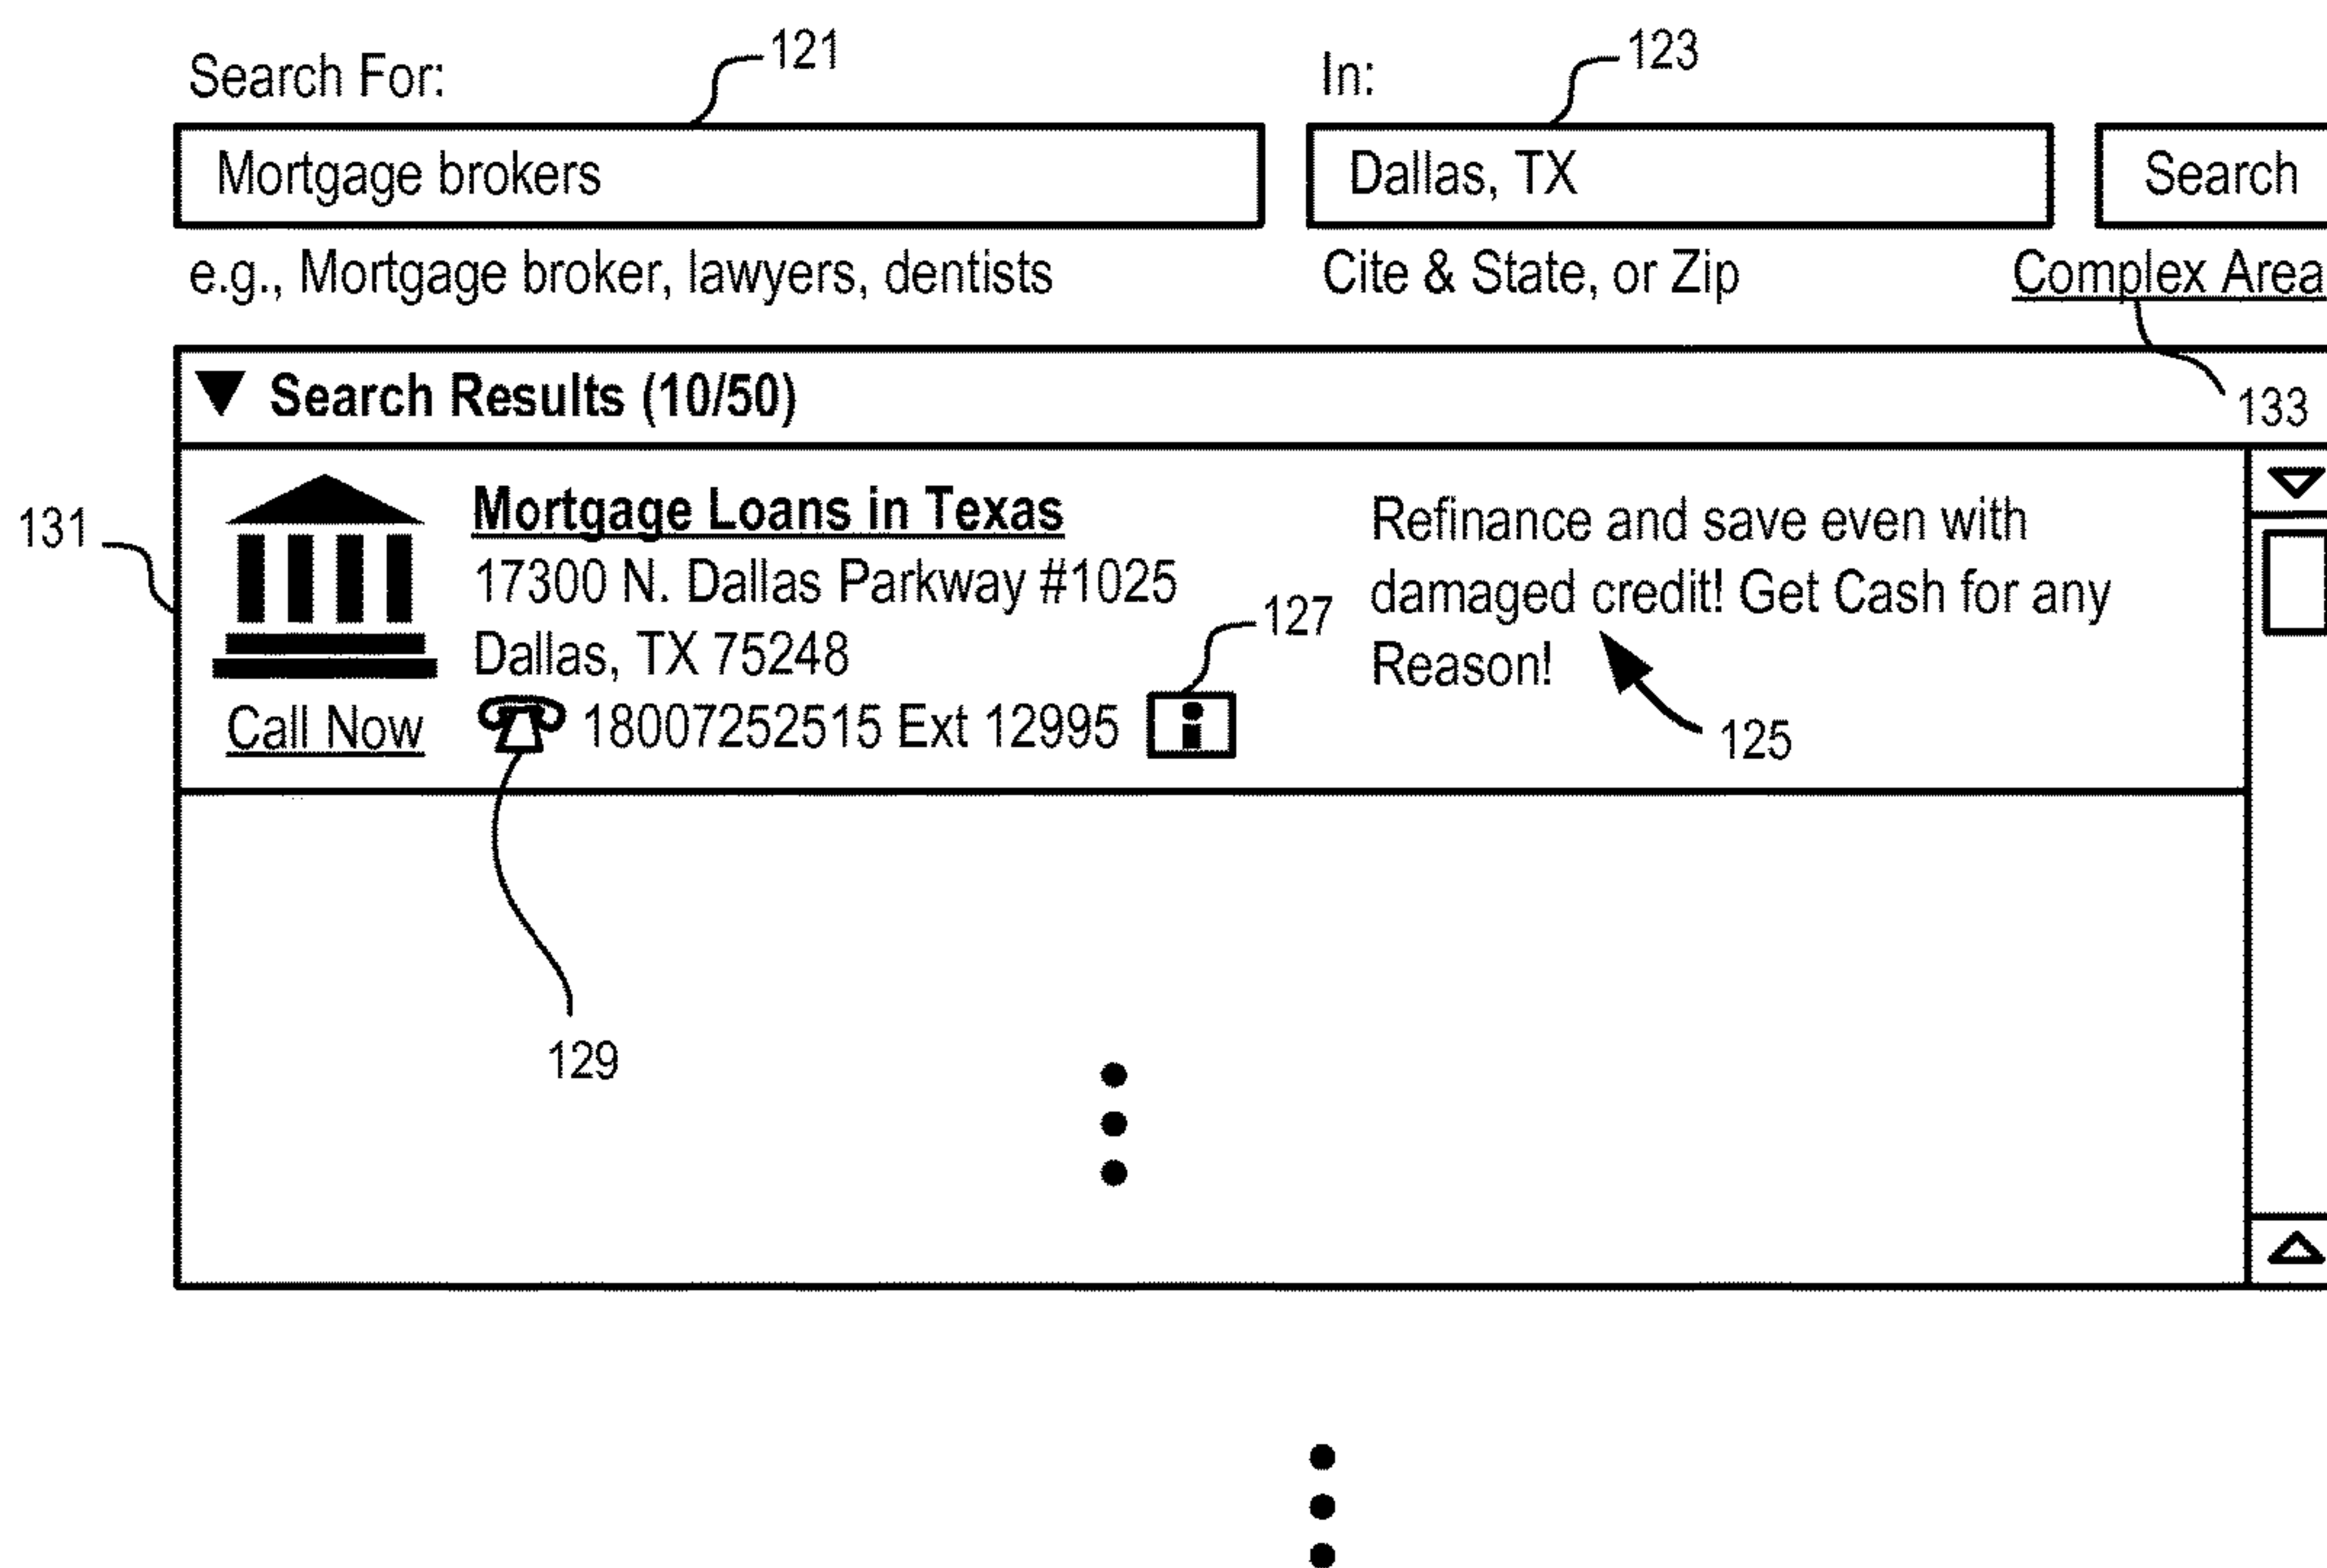 Search For:
121
In:
123
Mortgage brokers
Dallas, TX
Search
e.g., Mortgage broker, lawyers, dentists
Cite & State, or Zip
Complex Area
Search Results (10/50)
133
131
Mortgage Loans in Texas
17300 N. Dallas Parkway #1025
Dallas, TX 75248
Call Now
18007252515 Ext 12995
i
127
Refinance and save even with
damaged credit! Get Cash for any
Reason!
125
129